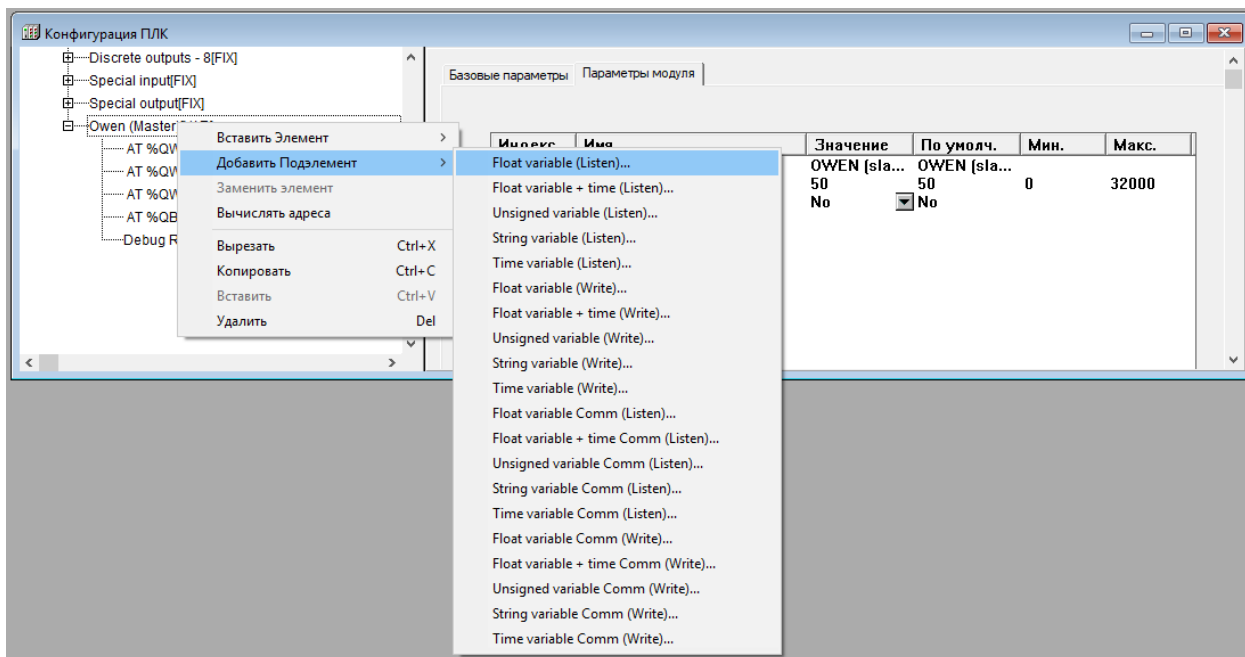 Конфигурация ПЛК
Discrete outputs - 8[FIX]
Special input[FIX]
Special output[FIX]
Owen (Master
AT %QW
AT %QW
AT %QW
AT %QB
Debug R
Базовые параметры Параметры модуля
Индекс Имя Значение По умолч. Мин. Макс.
OWEN (sla... OWEN (sla...
50 50 0 32000
No No
Вставить Элемент
Добавить Подэлемент
Заменить элемент
Вычислять адреса
Вырезать Ctrl+X
Копировать Ctrl+C
Вставить Ctrl+V
Удалить Del
Float variable (Listen)...
Float variable + time (Listen)...
Unsigned variable (Listen)...
String variable (Listen)...
Time variable (Listen)...
Float variable (Write)...
Float variable + time (Write)...
Unsigned variable (Write)...
String variable (Write)...
Time variable (Write)...
Float variable Comm (Listen)...
Float variable + time Comm (Listen)...
Unsigned variable Comm (Listen)...
String variable Comm (Listen)...
Time variable Comm (Listen)...
Float variable Comm (Write)...
Float variable + time Comm (Write)...
Unsigned variable Comm (Write)...
String variable Comm (Write)...
Time variable Comm (Write)...